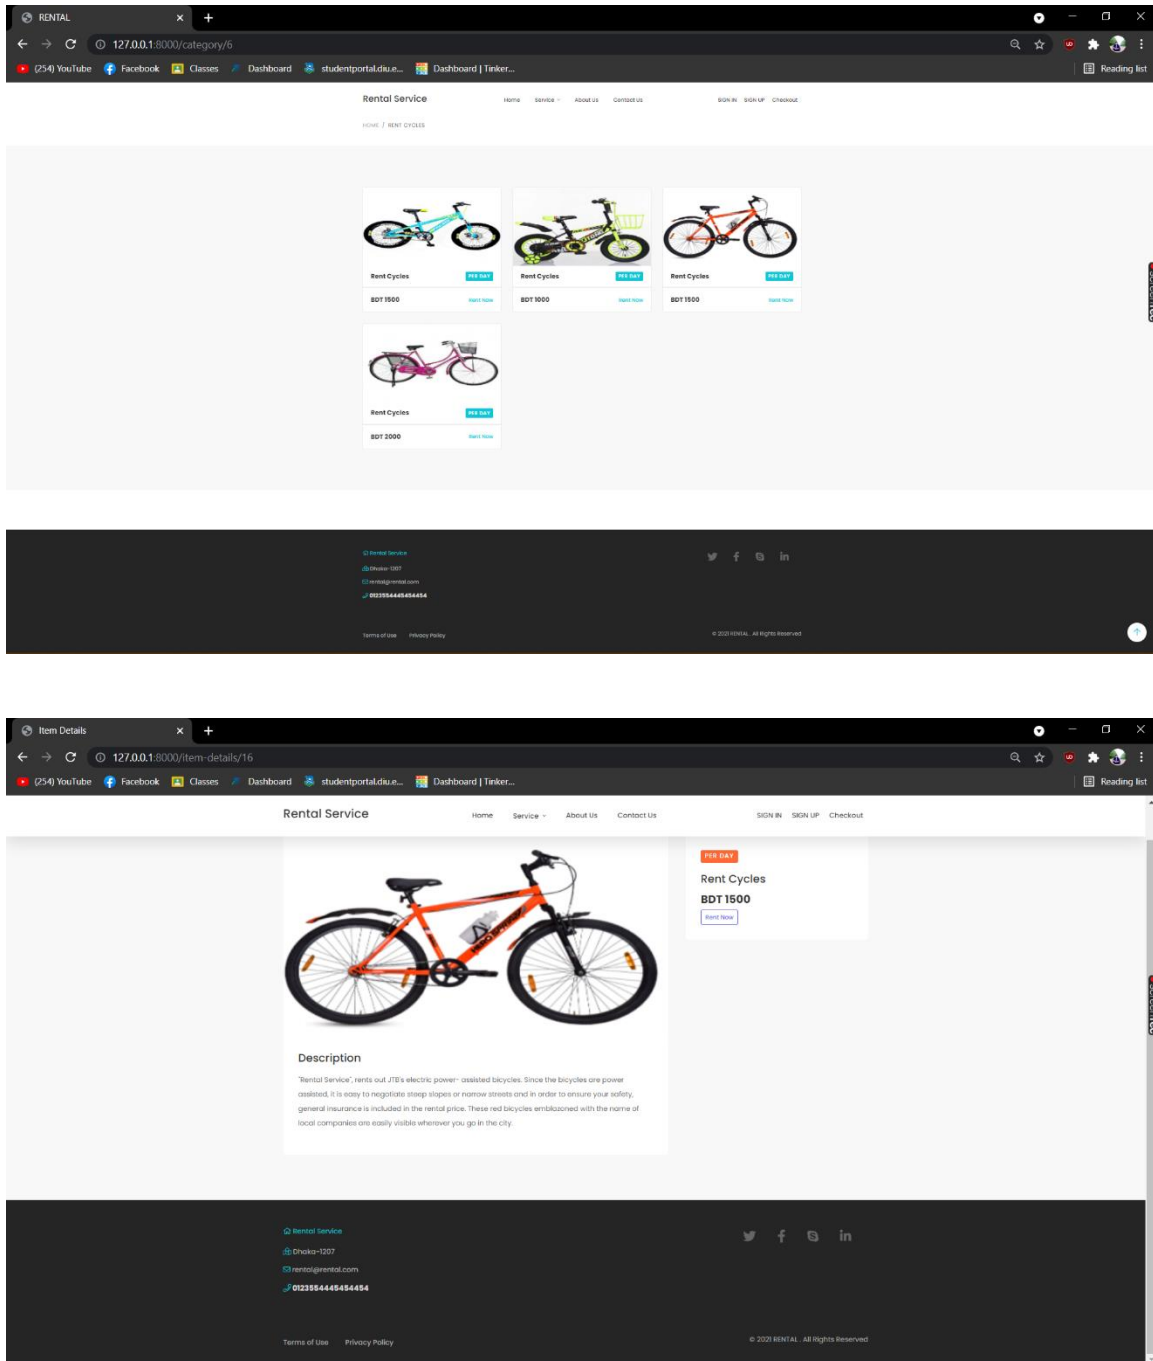 RENTAL
127.0.0.1:8000/category/6
(254) YouTube Facebook Classes Dashboard studentportal.diu.e... Dashboard | Tinker... Reading list
Rental Service Home Service About Us Contact Us SIGN IN SIGN UP Checkout
HOME / RENT CYCLES
Rent Cycles PER DAY Rent Cycles PER DAY Rent Cycles PER DAY
BDT 1500 Rent Now BDT 1000 Rent Now BDT 1500 Rent Now
Rent Cycles PER DAY
BDT 2000 Rent Now
Rental Service
Dhaka-1207
rental@rental.com
0123554445454454
Terms of Use Privacy Policy © 2021 RENTAL . All Rights Reserved
Item Details
127.0.0.1:8000/item-details/16
(254) YouTube Facebook Classes Dashboard studentportal.diu.e... Dashboard | Tinker... Reading list
Rental Service Home Service About Us Contact Us SIGN IN SIGN UP Checkout
PER DAY
Rent Cycles
BDT 1500
Rent Now
Description
"Rental Service", rents out JTB's electric power- assisted bicycles. Since the bicycles are power
assisted, it is easy to negotiate steep slopes or narrow streets and in order to ensure your safety,
general insurance is included in the rental price. These red bicycles emblazoned with the name of
local companies are easily visible wherever you go in the city.
Rental Service
Dhaka-1207
rental@rental.com
0123554445454454
Terms of Use Privacy Policy © 2021 RENTAL . All Rights Reserved